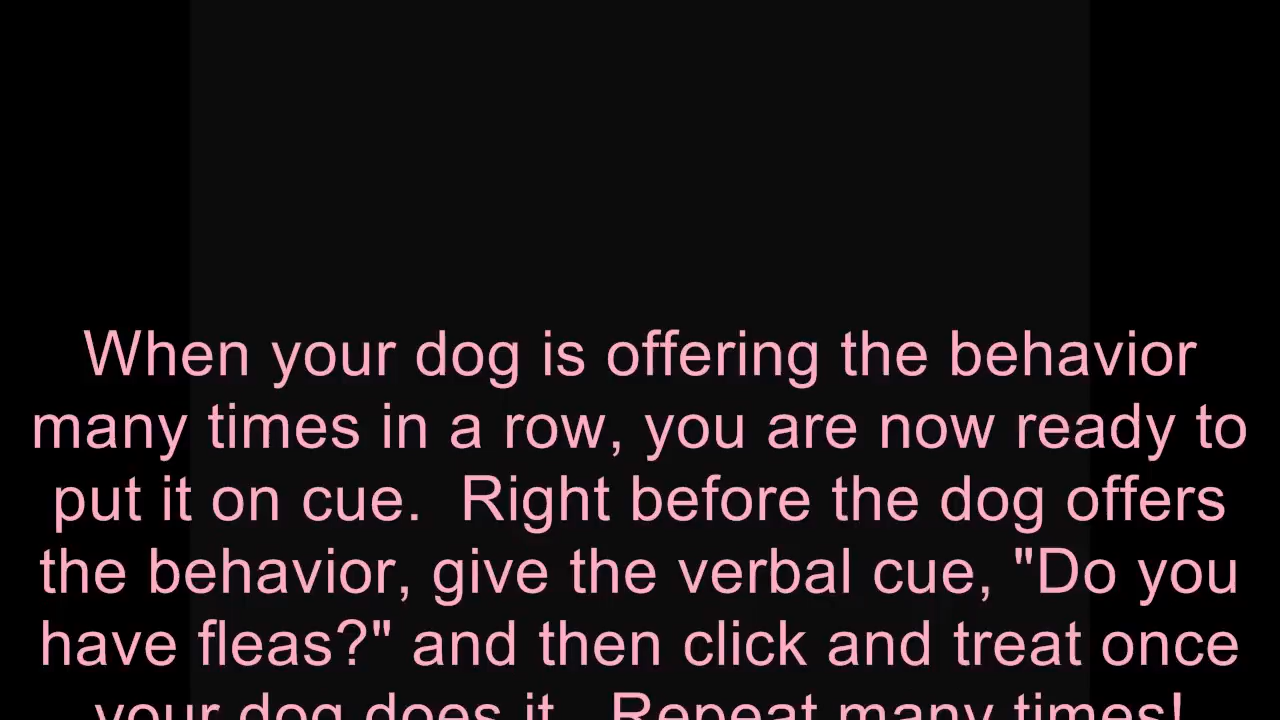 When your dog is offering the behavior
many times in a row, you are now ready to
put it on cue.  Right before the dog offers
the behavior, give the verbal cue, "Do you
have fleas?" and then click and treat once
your dog does it.  Repeat many times!